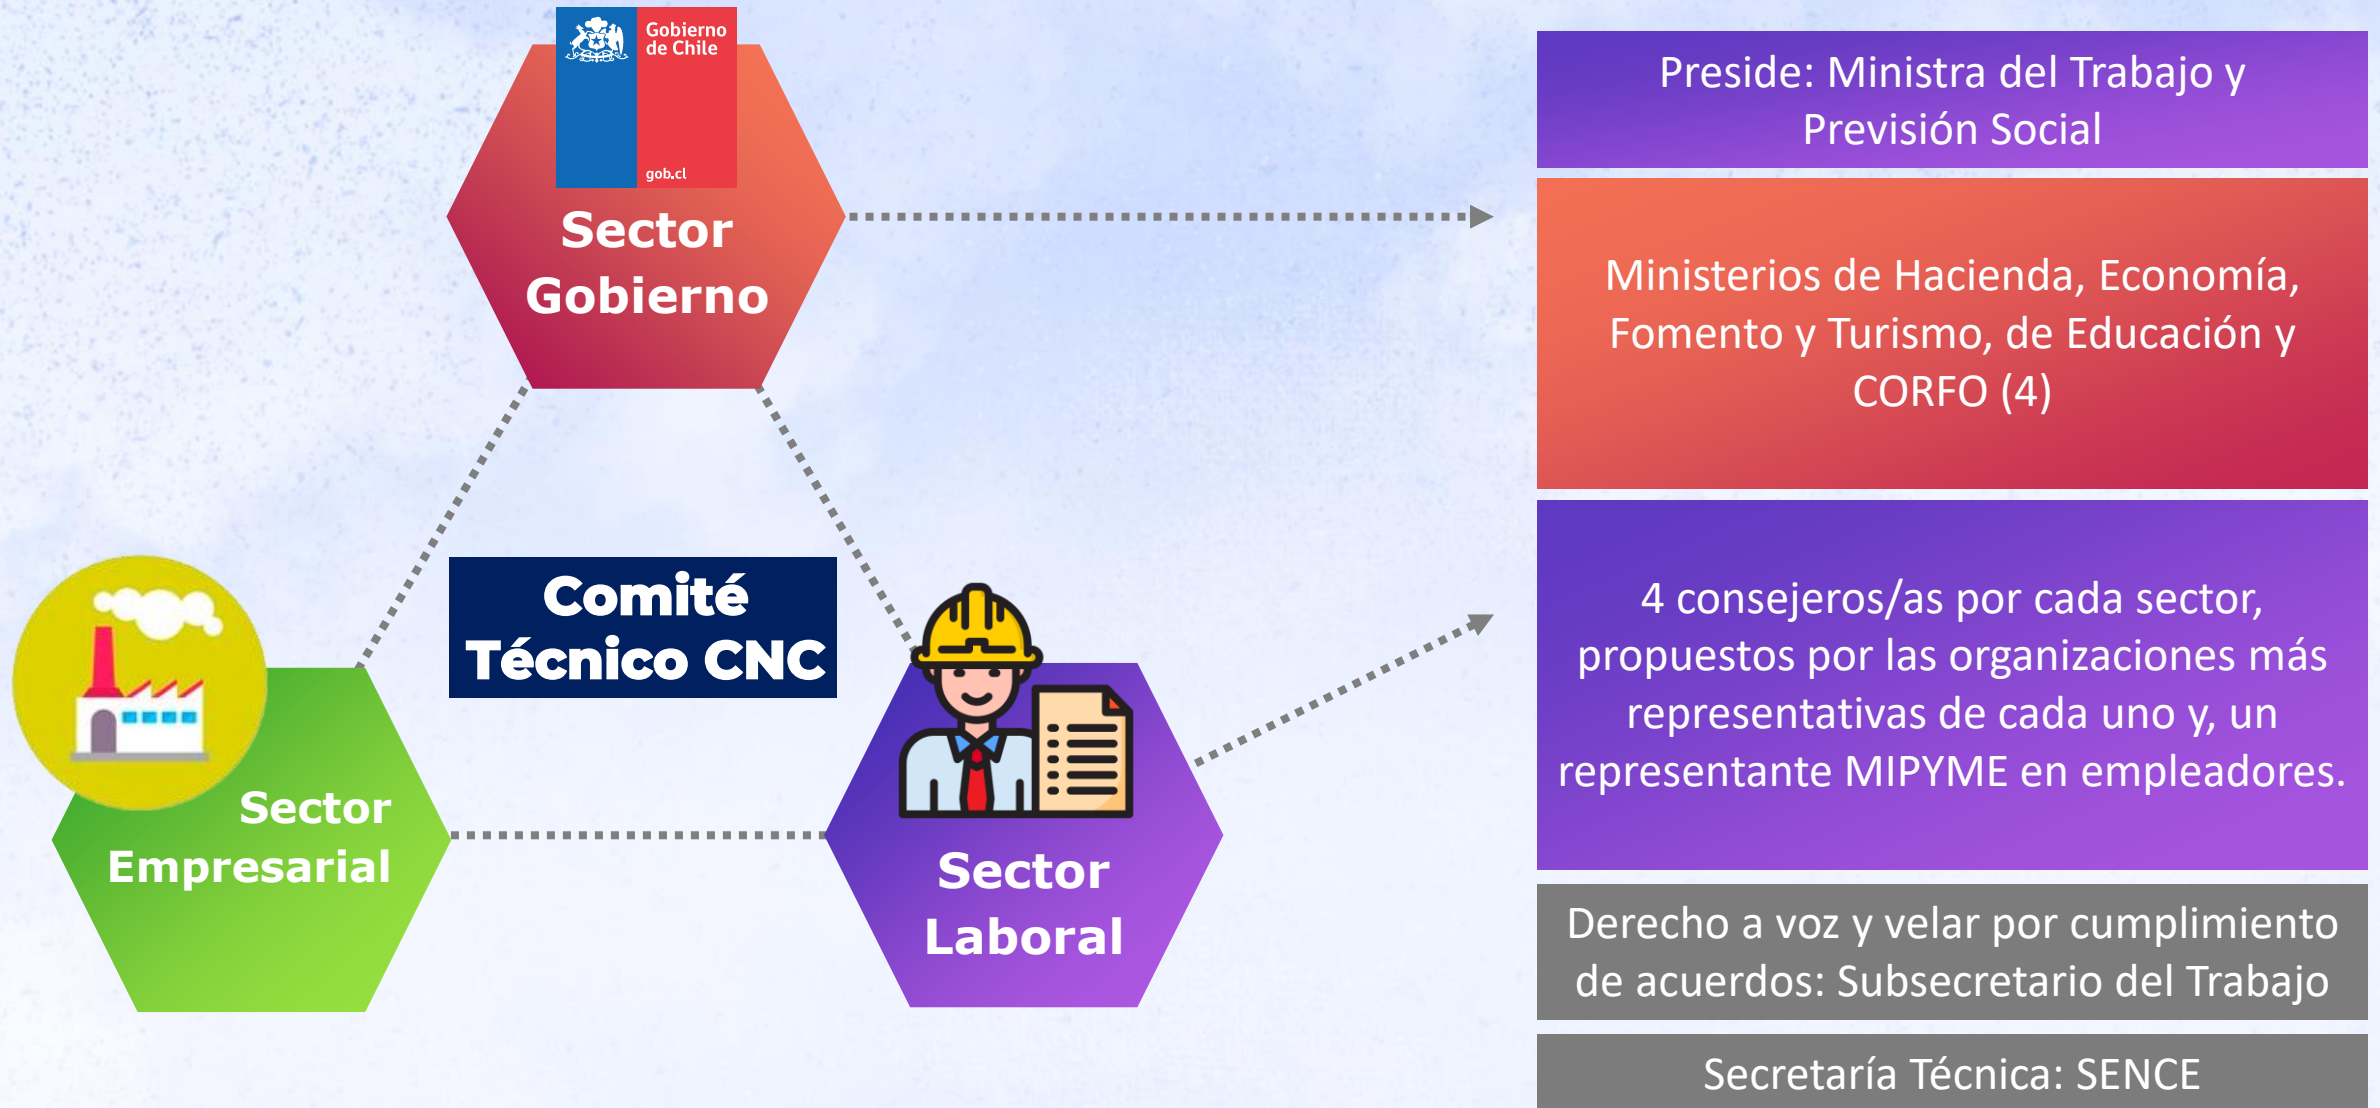 Gobierno
de Chile
gob.cl
Sector
Gobierno
Comité
Técnico CNC
Sector
Empresarial
Sector
Laboral
Preside: Ministra del Trabajo y
Previsión Social
Ministerios de Hacienda, Economía,
Fomento y Turismo, de Educación y
CORFO (4)
4 consejeros/as por cada sector,
propuestos por las organizaciones más
representativas de cada uno y, un
representante MIPYME en empleadores.
Derecho a voz y velar por cumplimiento
de acuerdos: Subsecretario del Trabajo
Secretaría Técnica: SENCE